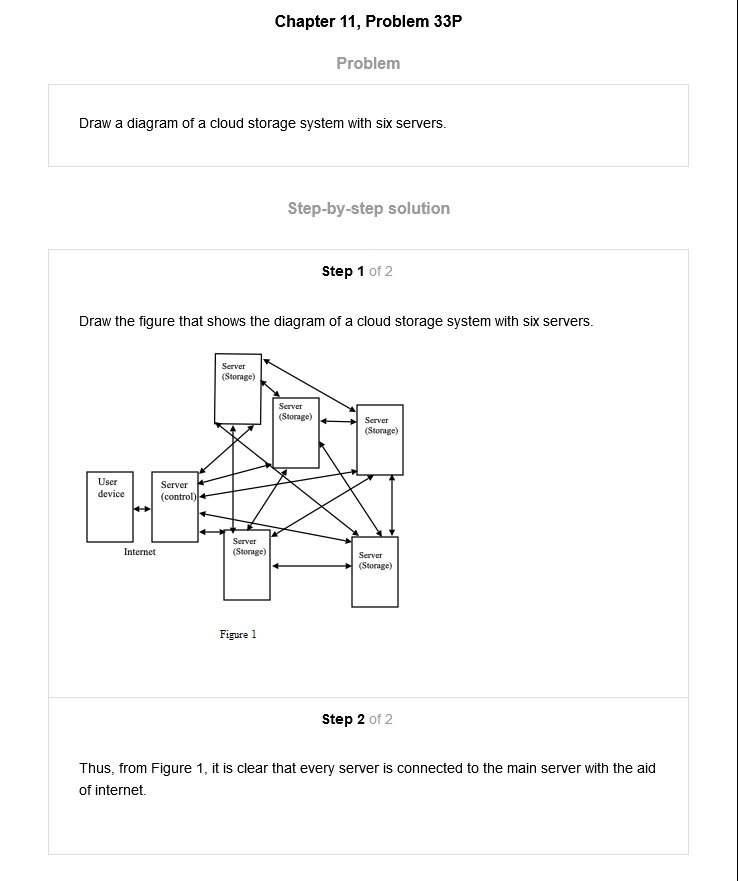 Chapter 11, Problem 33P
Problem
Draw a diagram of a cloud storage system with six servers.
Step-by-step solution
Step 1 of 2
Draw the figure that shows the diagram of a cloud storage system with six servers.
Server
(Storage)
Server
(Storage)
Server
(Storage)
User
device
Server
(control)
Internet
Server
(Storage)
Server
(Storage)
Figure 1
Step 2 of 2
Thus, from Figure 1, it is clear that every server is connected to the main server with the aid
of internet.